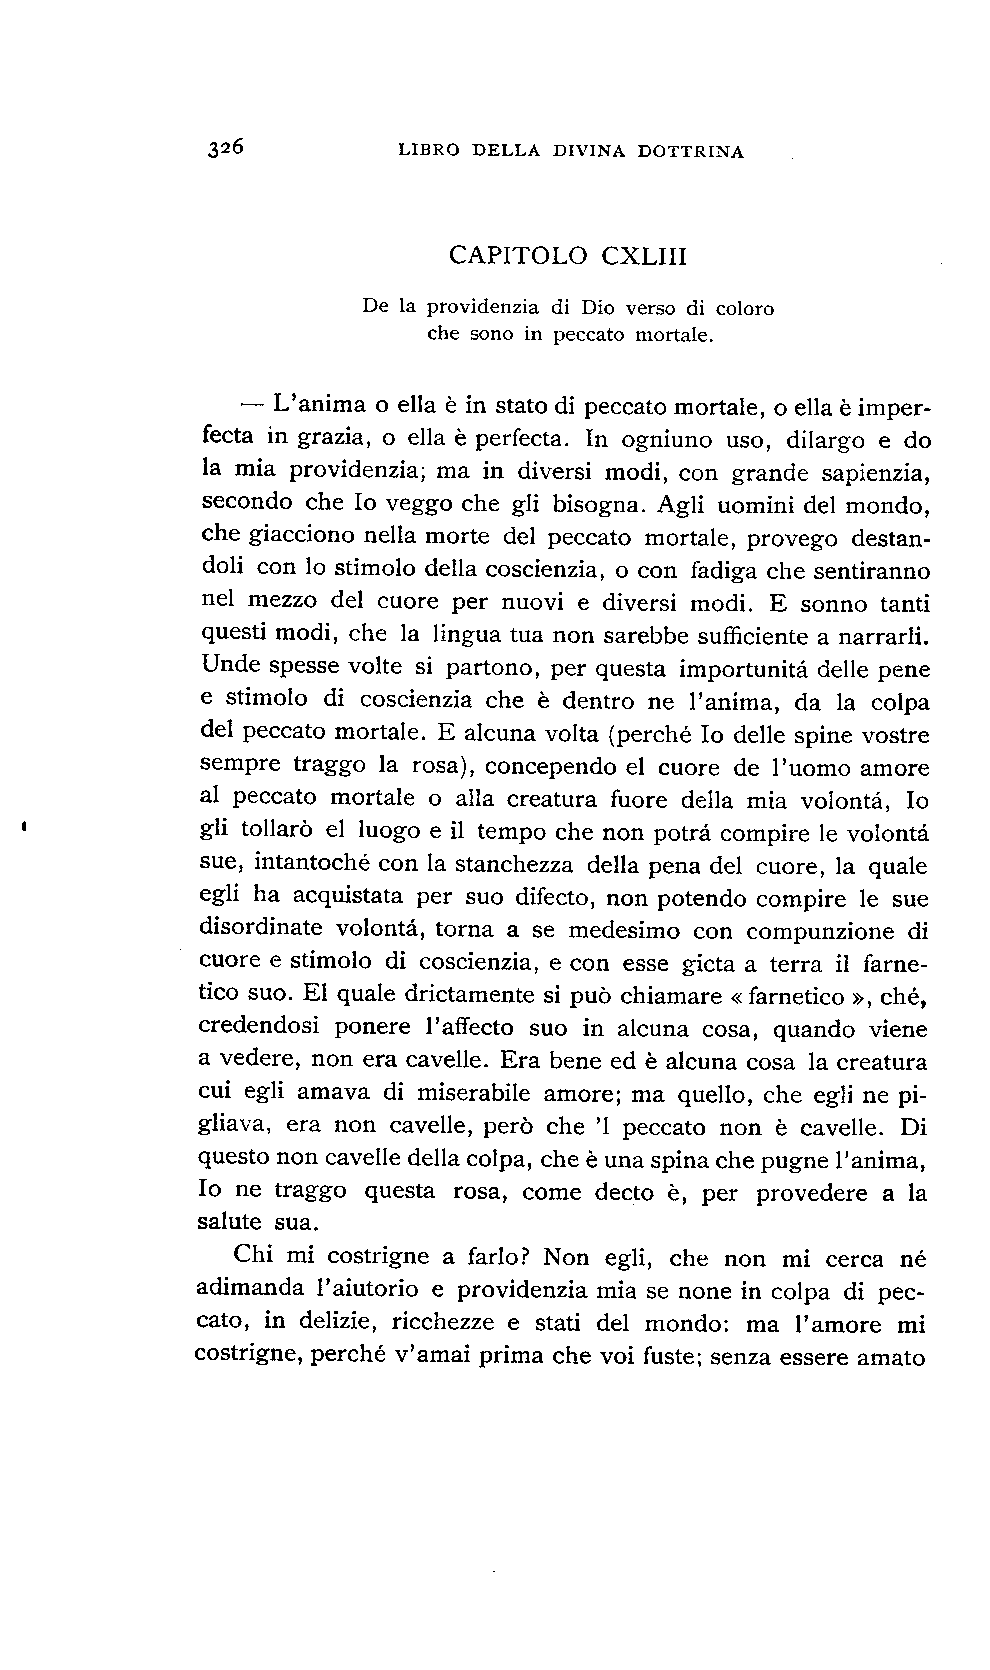 326 LIBRO DELLA DIVINA DOTTRINA
CAPITOLO CXLIII
De la providenzia di Dio verso di coloro
che sono in peccato mortale.
— L'anima o ella è in stato di peccato mortale, o ella è imper-
fecta in grazia, o ella è perfecta. In ogniuno uso, dilargo e do
la mia providenzia; ma in diversi modi, con grande sapienzia,
secondo che Io veggo che gli bisogna. Agli uomini del mondo,
che giacciono nella morte del peccato mortale, provego destan-
doli con lo stimolo della coscienzia, o con fadiga che sentiranno
nel mezzo del cuore per nuovi e diversi modi. E sonno tanti
questi modi, che la lingua tua non sarebbe sufficiente a narrarli.
Unde spesse volte si partono, per questa importunitá delle pene
e stimolo di coscienzia che è dentro ne l'anima, da la colpa
del peccato mortale. E alcuna volta (perché Io delle spine vostre
sempre traggo la rosa), concependo el cuore de l'uomo amore
al peccato mortale o alla creatura fuore della mia volontá, Io
gli tollarò el luogo e il tempo che non potrá compire le volontá
sue, intantoché con la stanchezza della pena del cuore, la quale
egli ha acquistata per suo difecto, non potendo compire le sue
disordinate volontá, torna a se medesimo con compunzione di
cuore e stimolo di coscienzia, e con esse gicta a terra il farne-
tico suo. El quale drictamente si può chiamare « farnetico », ché,
credendosi ponere l'affecto suo in alcuna cosa, quando viene
a vedere, non era cavelle. Era bene ed è alcuna cosa la creatura
cui egli amava di miserabile amore; ma quello, che egli ne pi-
gliava, era non cavelle, però che 'l peccato non è cavelle. Di
questo non cavelle della colpa, che è una spina che pugne l'anima,
Io ne traggo questa rosa, come decto è, per provedere a la
salute sua.
Chi mi costrigne a farlo? Non egli, che non mi cerca né
adimanda l'aiutorio e providenzia mia se none in colpa di pec-
cato, in delizie, ricchezze e stati del mondo: ma l'amore mi
costrigne, perché v'amai prima che voi fuste; senza essere amato